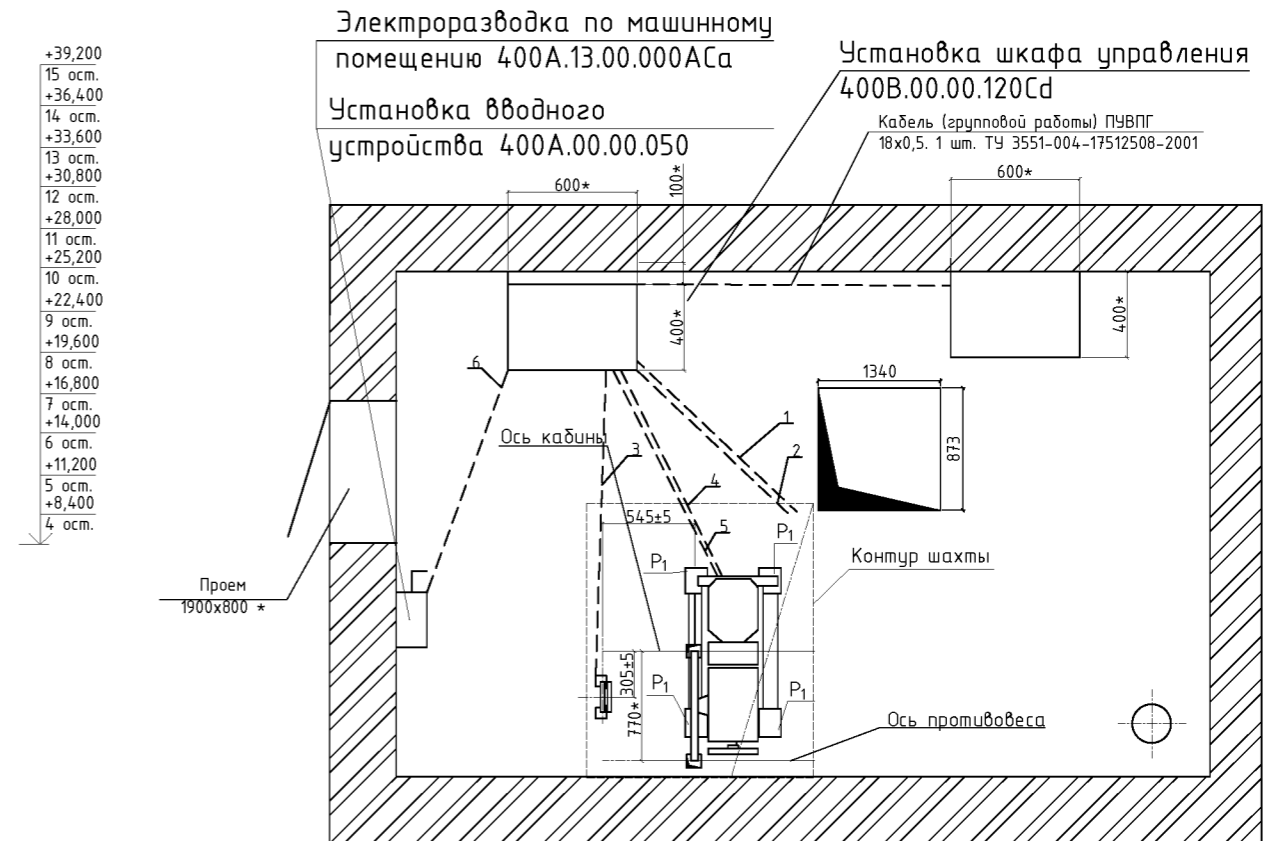 Электроразводка по машинному
помещению 400А.13.00.000АСа
Установка вводного
устройства 400А.00.00.050
Установка шкафа управления
400В.00.00.120Сd
Кабель (групповой работы) ПУВПГ
18х0,5. 1 шт. ТУ 3551-004-17512508-2001
+39,200
15 ост.
+36,400
14 ост.
+33,600
13 ост.
+30,800
12 ост.
+28,000
11 ост.
+25,200
10 ост.
+22,400
9 ост.
+19,600
8 ост.
+16,800
7 ост.
+14,000
6 ост.
+11,200
5 ост.
+8,400
4 ост.
600*
100*
600*
400*
400*
6
1340
873
1
2
Ось кабины
3
4
545±5
5
P₁
P₁
Контур шахты
Проем
1900х800 *
305±5
770*
P₁
P₁
Ось противовеса